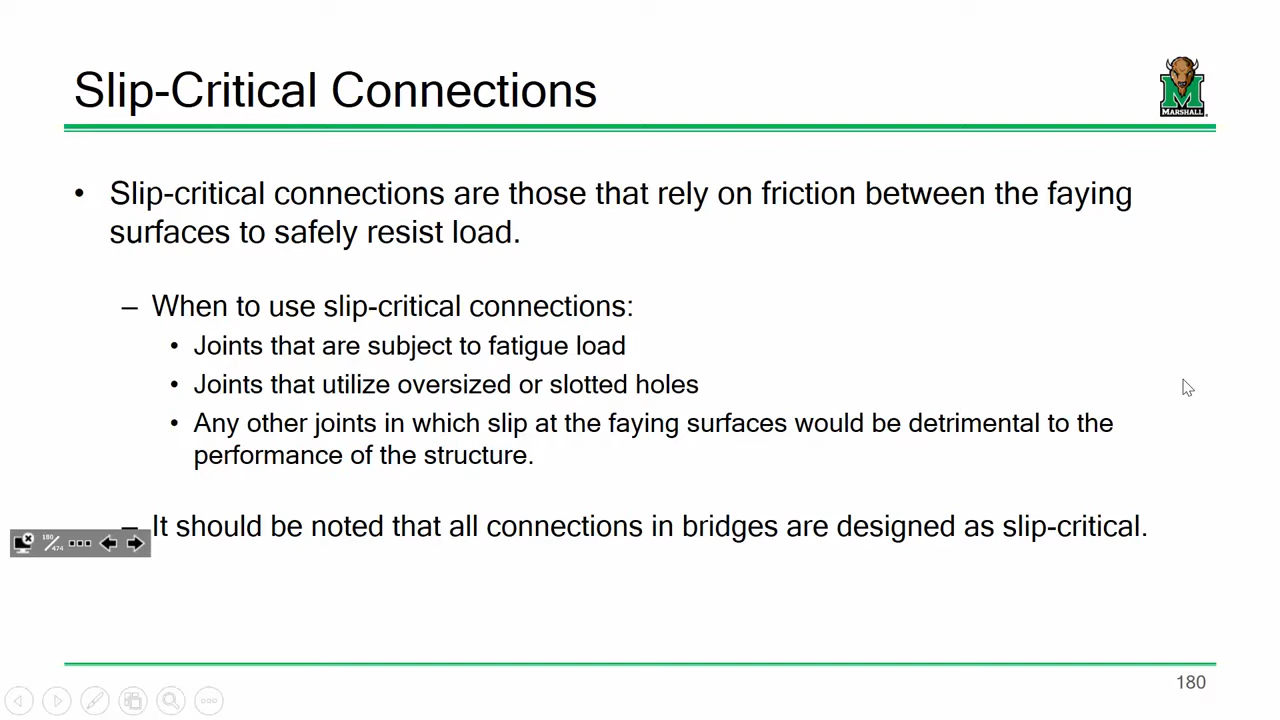 Slip-Critical Connections
MARSHALL
• Slip-critical connections are those that rely on friction between the faying
surfaces to safely resist load.
– When to use slip-critical connections:
• Joints that are subject to fatigue load
• Joints that utilize oversized or slotted holes
• Any other joints in which slip at the faying surfaces would be detrimental to the
performance of the structure.
– It should be noted that all connections in bridges are designed as slip-critical.
180/474
180